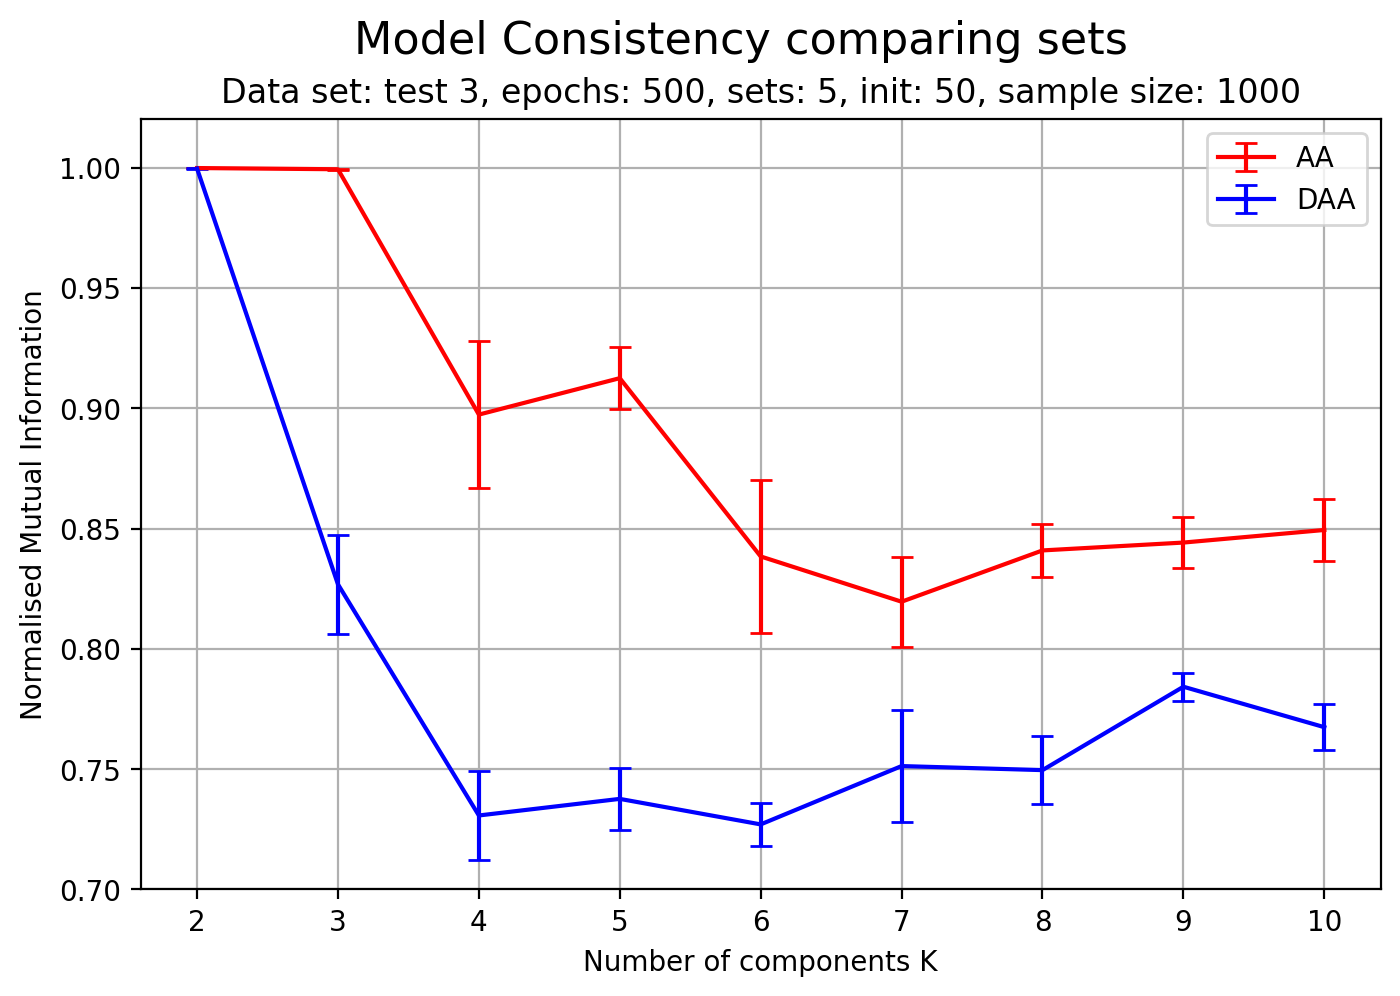 Model Consistency comparing sets
Data set: test 3, epochs: 500, sets: 5, init: 50, sample size: 1000
AA
DAA
Normalised Mutual Information
1.00
0.95
0.90
0.85
0.80
0.75
0.70
2 3 4 5 6 7 8 9 10
Number of components K